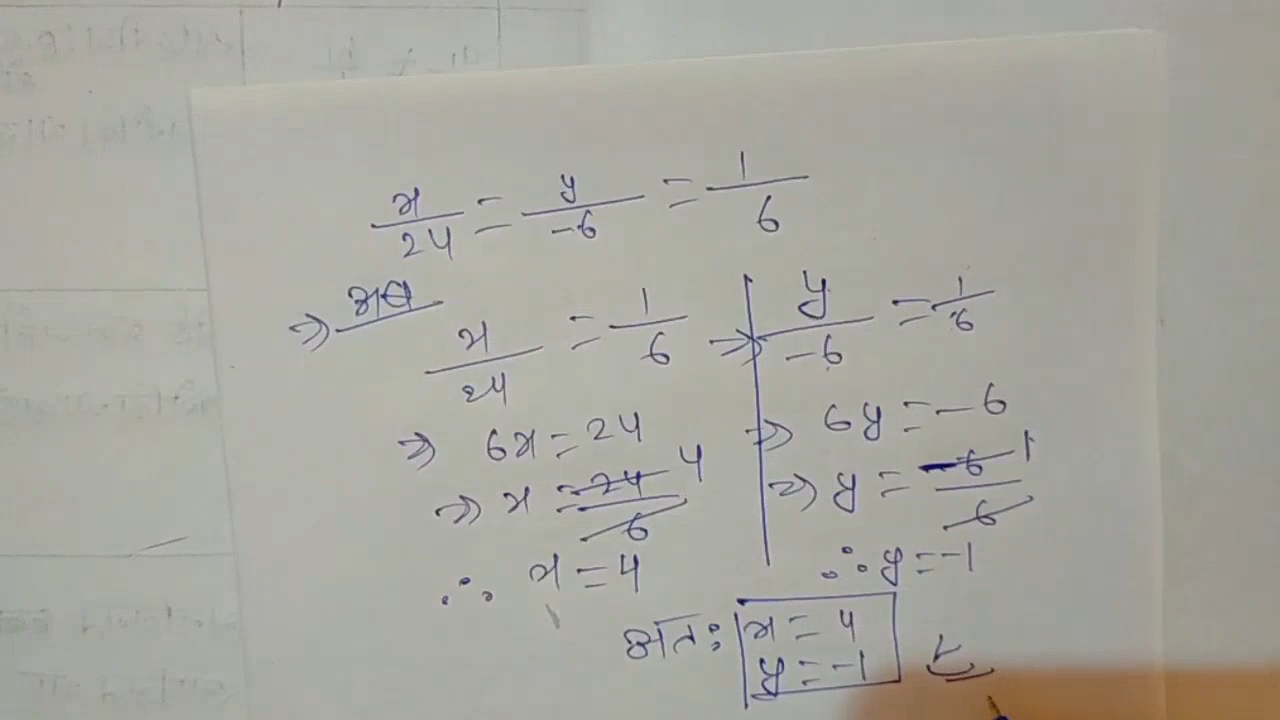 x/24 = y/-6 = 1/6
⇒ अब
x/24 = 1/6
⇒ 6x = 24
⇒ x = 24/6 4
∴ x = 4
⇒ y/-6 = 1/6
⇒ 6y = -6
⇒ y = -6/6 1
∴ y = -1
अतः x = 4
y = -1